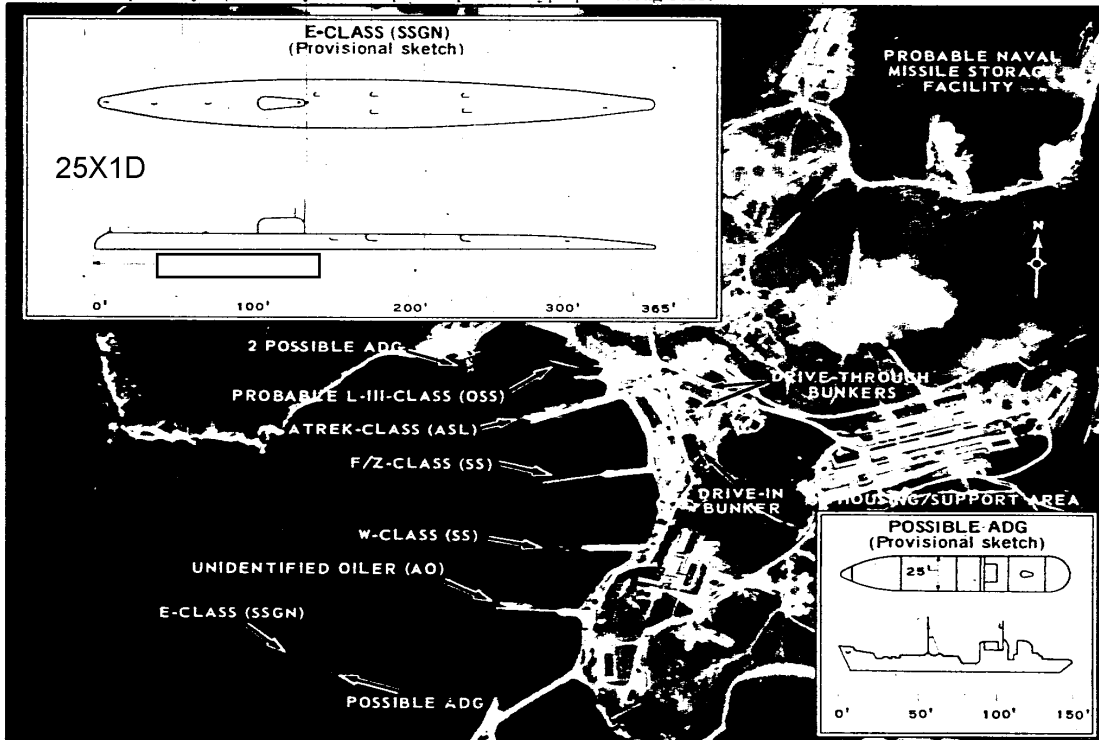 E-CLASS (SSGN)
(Provisional sketch)
25X1D
0' 100' 200' 300' 365'
PROBABLE NAVAL
MISSILE STORAGE
FACILITY
N
2 POSSIBLE ADG
PROBABLE L-III-CLASS (OSS)
ATREK-CLASS (ASL)
F/Z-CLASS (SS)
W-CLASS (SS)
UNIDENTIFIED OILER (AO)
E-CLASS (SSGN)
POSSIBLE ADG
DRIVE-THROUGH
BUNKERS
DRIVE-IN
BUNKER
HOUSING/SUPPORT AREA
POSSIBLE ADG
(Provisional sketch)
25'
0' 50' 100' 150'